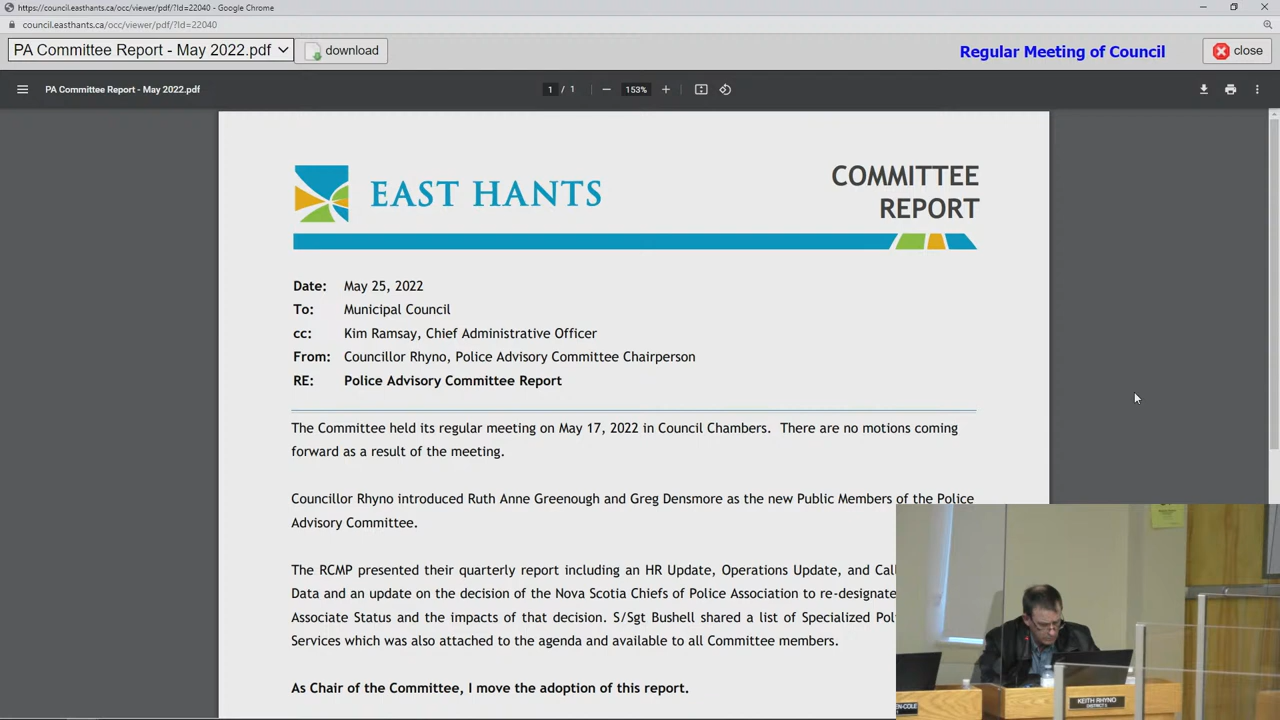 https://council.easthants.ca/occ/viewer/pdf/?Id=22040 - Google Chrome
council.easthants.ca/occ/viewer/pdf/?Id=22040
PA Committee Report - May 2022.pdf download Regular Meeting of Council close
PA Committee Report - May 2022.pdf 1 / 1 153%
EAST HANTS
COMMITTEE
REPORT
Date: May 25, 2022
To: Municipal Council
cc: Kim Ramsay, Chief Administrative Officer
From: Councillor Rhyno, Police Advisory Committee Chairperson
RE: Police Advisory Committee Report
The Committee held its regular meeting on May 17, 2022 in Council Chambers. There are no motions coming
forward as a result of the meeting.
Councillor Rhyno introduced Ruth Anne Greenough and Greg Densmore as the new Public Members of the Police
Advisory Committee.
The RCMP presented their quarterly report including an HR Update, Operations Update, and
Data and an update on the decision of the Nova Scotia Chiefs of Police Association to re-designate
Associate Status and the impacts of that decision. S/Sgt Bushell shared a list of Specialized
Services which was also attached to the agenda and available to all Committee members.
As Chair of the Committee, I move the adoption of this report.
KEITH RHYNO